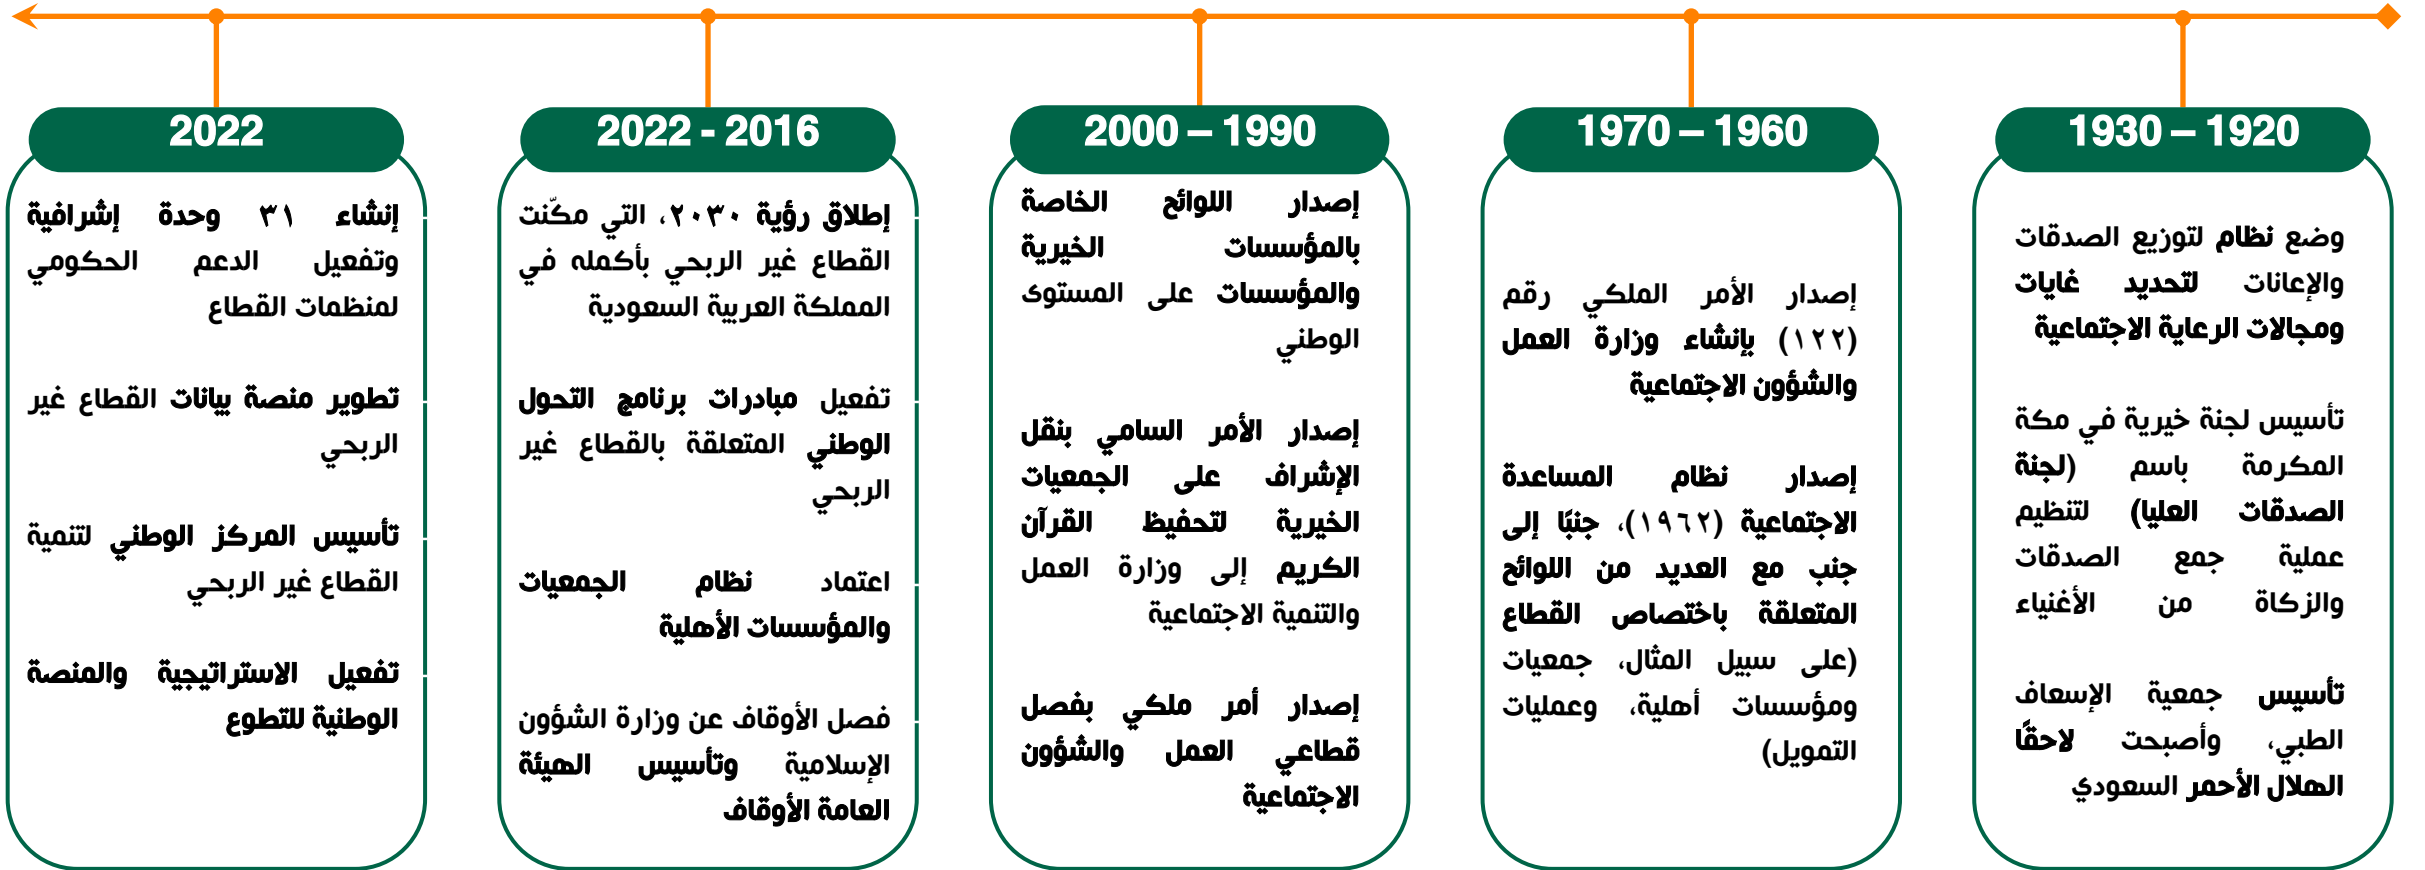 1930 – 1920
وضع نظام لتوزيع الصدقات
والإعانات لتحديد غايات
ومجالات الرعاية الاجتماعية
تأسيس لجنة خيرية في مكة
المكرمة باسم (لجنة
الصدقات العليا) لتنظيم
عملية جمع الصدقات
والزكاة من الأغنياء
تأسيس جمعية الإسعاف
الطبي، وأصبحت لاحقًا
الهلال الأحمر السعودي
1970 – 1960
إصدار الأمر الملكي رقم
(١٢٢) بإنشاء وزارة العمل
والشؤون الاجتماعية
إصدار نظام المساعدة
الاجتماعية (١٩٦٢)، جنبًا إلى
جنب مع العديد من اللوائح
المتعلقة باختصاص القطاع
(على سبيل المثال، جمعيات
ومؤسسات أهلية، وعمليات
التمويل)
2000 – 1990
إصدار اللوائح الخاصة
بالمؤسسات الخيرية
والمؤسسات على المستوى
الوطني
إصدار الأمر السامي بنقل
الإشراف على الجمعيات
الخيرية لتحفيظ القرآن
الكريم إلى وزارة العمل
والتنمية الاجتماعية
إصدار أمر ملكي بفصل
قطاعي العمل والشؤون
الاجتماعية
2022 - 2016
إطلاق رؤية ٢٠٣٠، التي مكّنت
القطاع غير الربحي بأكمله في
المملكة العربية السعودية
تفعيل مبادرات برنامج التحول
الوطني المتعلقة بالقطاع غير
الربحي
اعتماد نظام الجمعيات
والمؤسسات الأهلية
فصل الأوقاف عن وزارة الشؤون
الإسلامية وتأسيس الهيئة
العامة الأوقاف
2022
إنشاء ٣١ وحدة إشرافية
وتفعيل الدعم الحكومي
لمنظمات القطاع
تطوير منصة بيانات القطاع غير
الربحي
تأسيس المركز الوطني لتنمية
القطاع غير الربحي
تفعيل الاستراتيجية والمنصة
الوطنية للتطوع